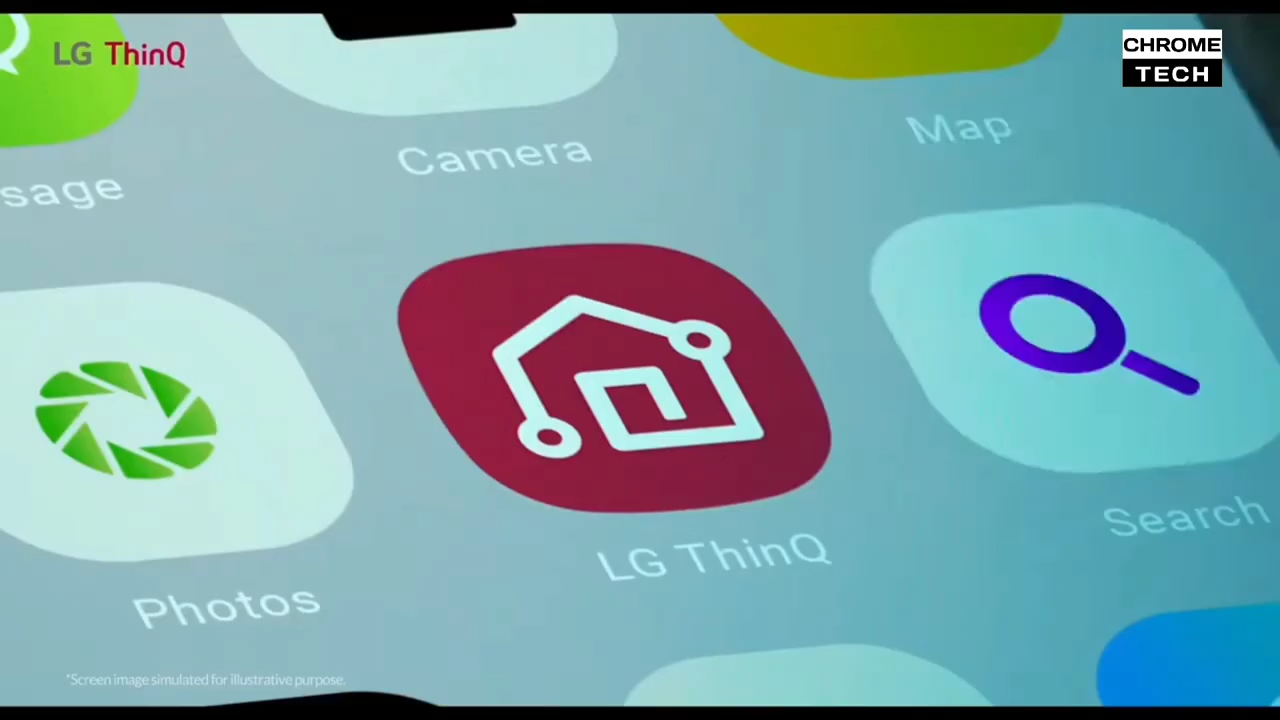 LG ThinQ
CHROME
TECH
sage
Camera
Map
Photos
LG ThinQ
Search
*Screen image simulated for illustrative purpose.